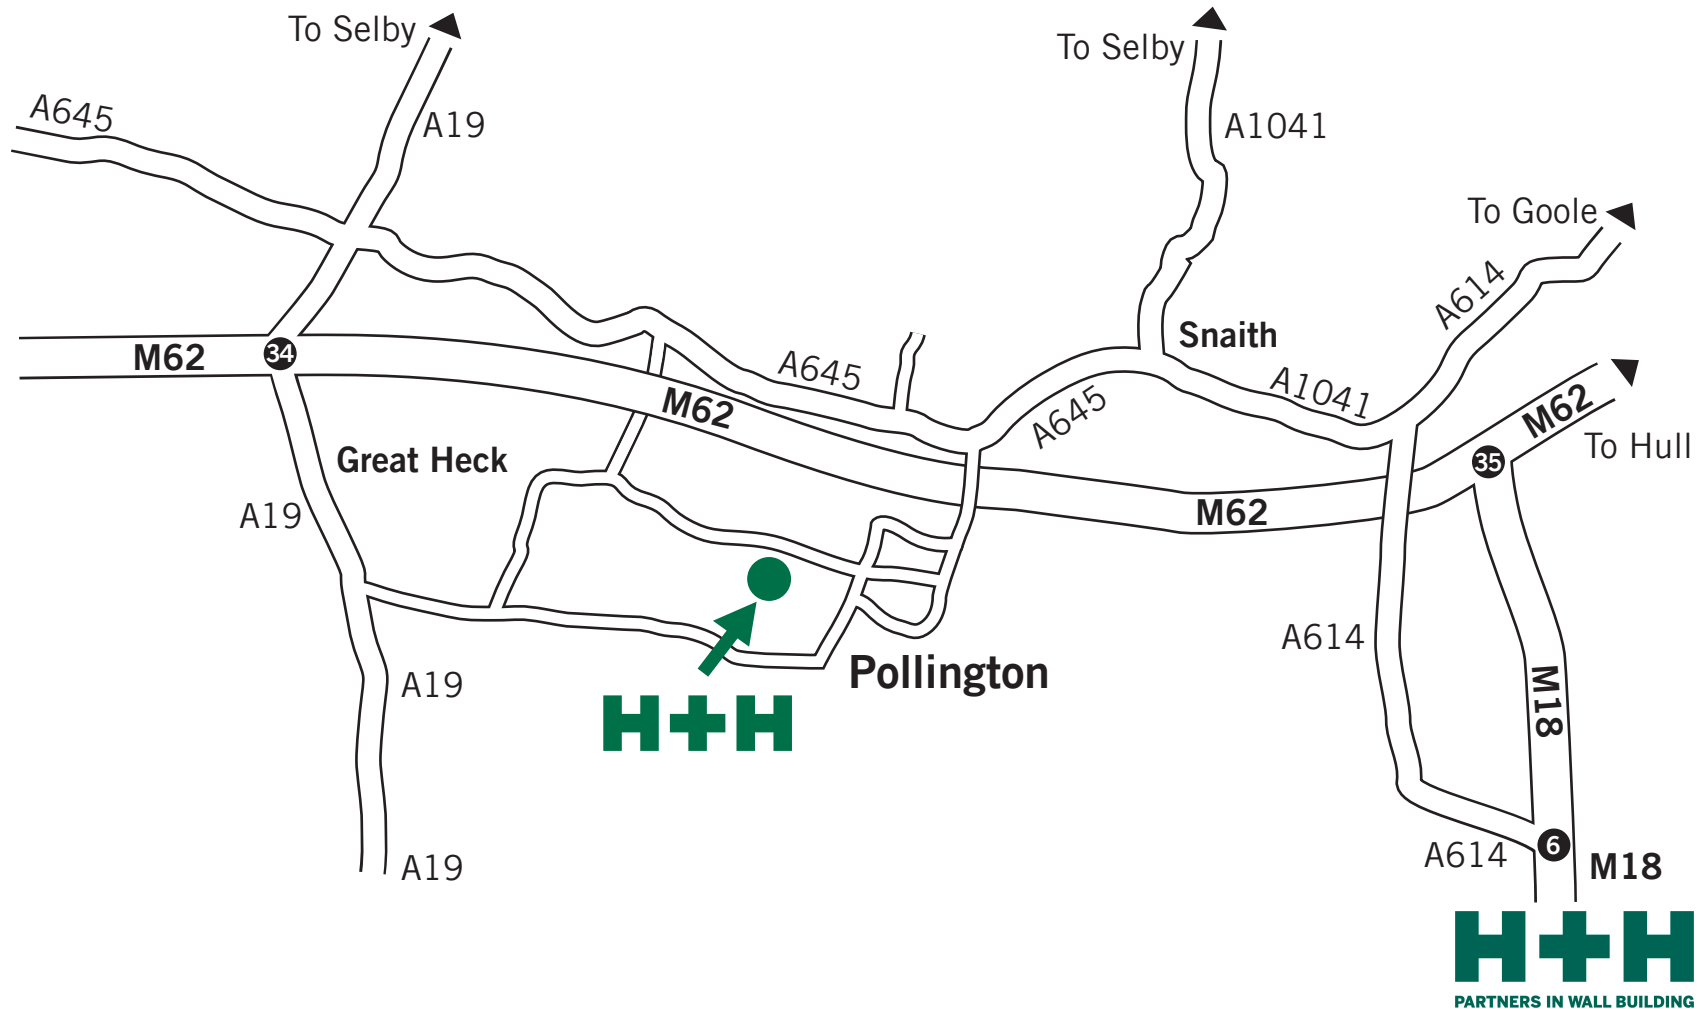 To Selby
To Selby
A645
A19
A1041
To Goole
A614
Snaith
M62
34
A645
A1041
M62
M62
A645
To Hull
Great Heck
35
A19
M62
A614
Pollington
A19
M18
H+H
A614
6
A19
M18
H+H
PARTNERS IN WALL BUILDING